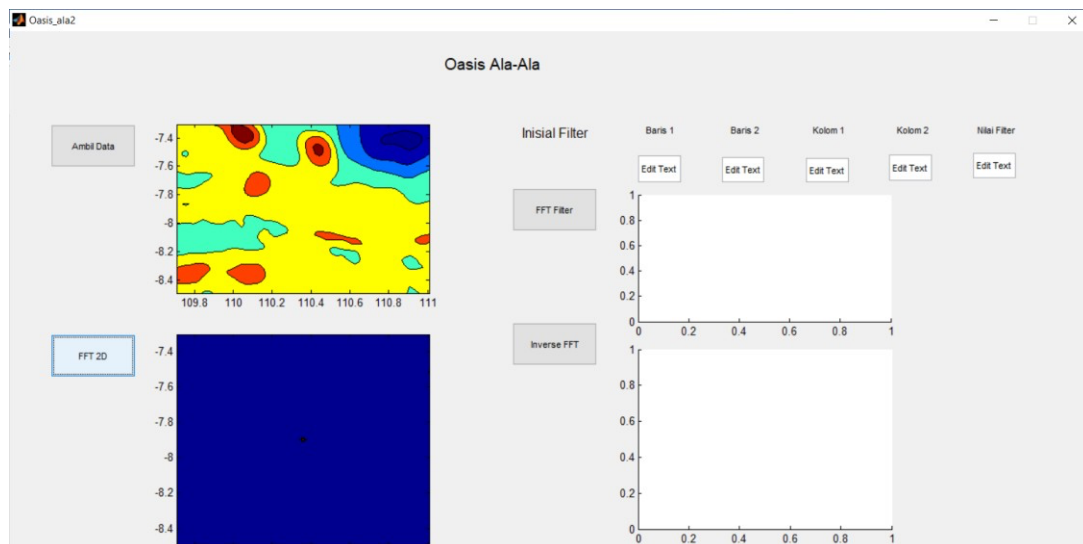 Oasis_ala2
Oasis Ala-Ala
Ambil Data
-7.4
-7.6
-7.8
-8
-8.2
-8.4
109.8 110 110.2 110.4 110.6 110.8 111
FFT 2D
-7.4
-7.6
-7.8
-8
-8.2
-8.4
Inisial Filter
Baris 1 Baris 2 Kolom 1 Kolom 2 Nilai Filter
Edit Text Edit Text Edit Text Edit Text Edit Text
FFT Filter
1
0.8
0.6
0.4
0.2
0
0 0.2 0.4 0.6 0.8 1
Inverse FFT
1
0.8
0.6
0.4
0.2
0
0 0.2 0.4 0.6 0.8 1